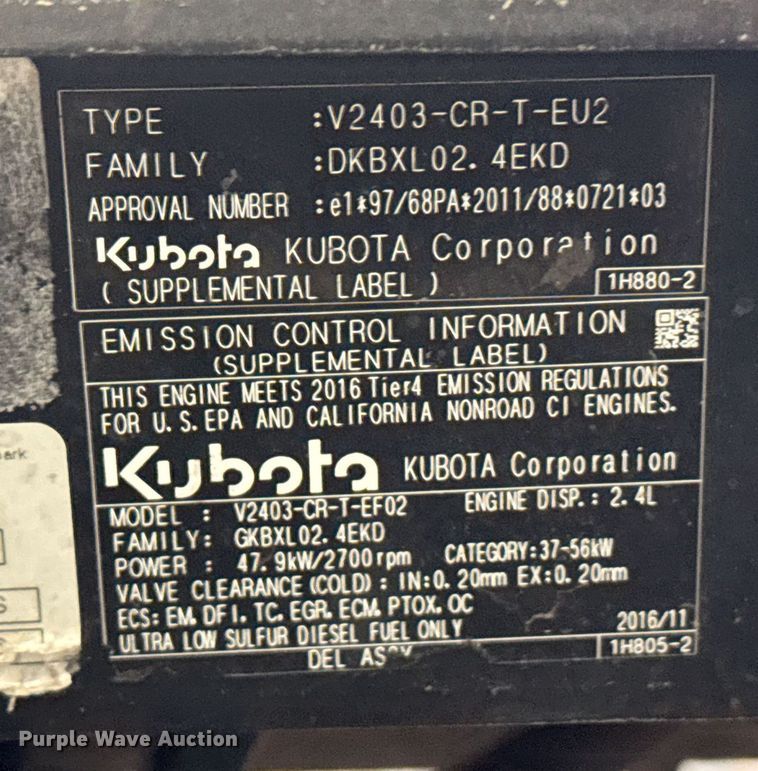 TYPE :V2403-CR-T-EU2
FAMILY :DKBXL02.4EKD
APPROVAL NUMBER :e1*97/68PA*2011/88*0721*03
Kubota KUBOTA Corporation
( SUPPLEMENTAL LABEL ) 1H880-2
EMISSION CONTROL INFORMATION
(SUPPLEMENTAL LABEL)
THIS ENGINE MEETS 2016 Tier4 EMISSION REGULATIONS
FOR U.S.EPA AND CALIFORNIA NONROAD CI ENGINES.
Kubota KUBOTA Corporation
MODEL : V2403-CR-T-EF02 ENGINE DISP.: 2.4L
FAMILY: GKBXL02.4EKD
POWER : 47.9kW/2700rpm CATEGORY:37-56kW
VALVE CLEARANCE(COLD): IN:0.20mm EX:0.20mm
ECS: EM. DFI. TC. EGR. ECM. PTOX. OC
ULTRA LOW SULFUR DIESEL FUEL ONLY 2016/11
DEL 1H805-2
ark
S
S
Purple Wave Auction